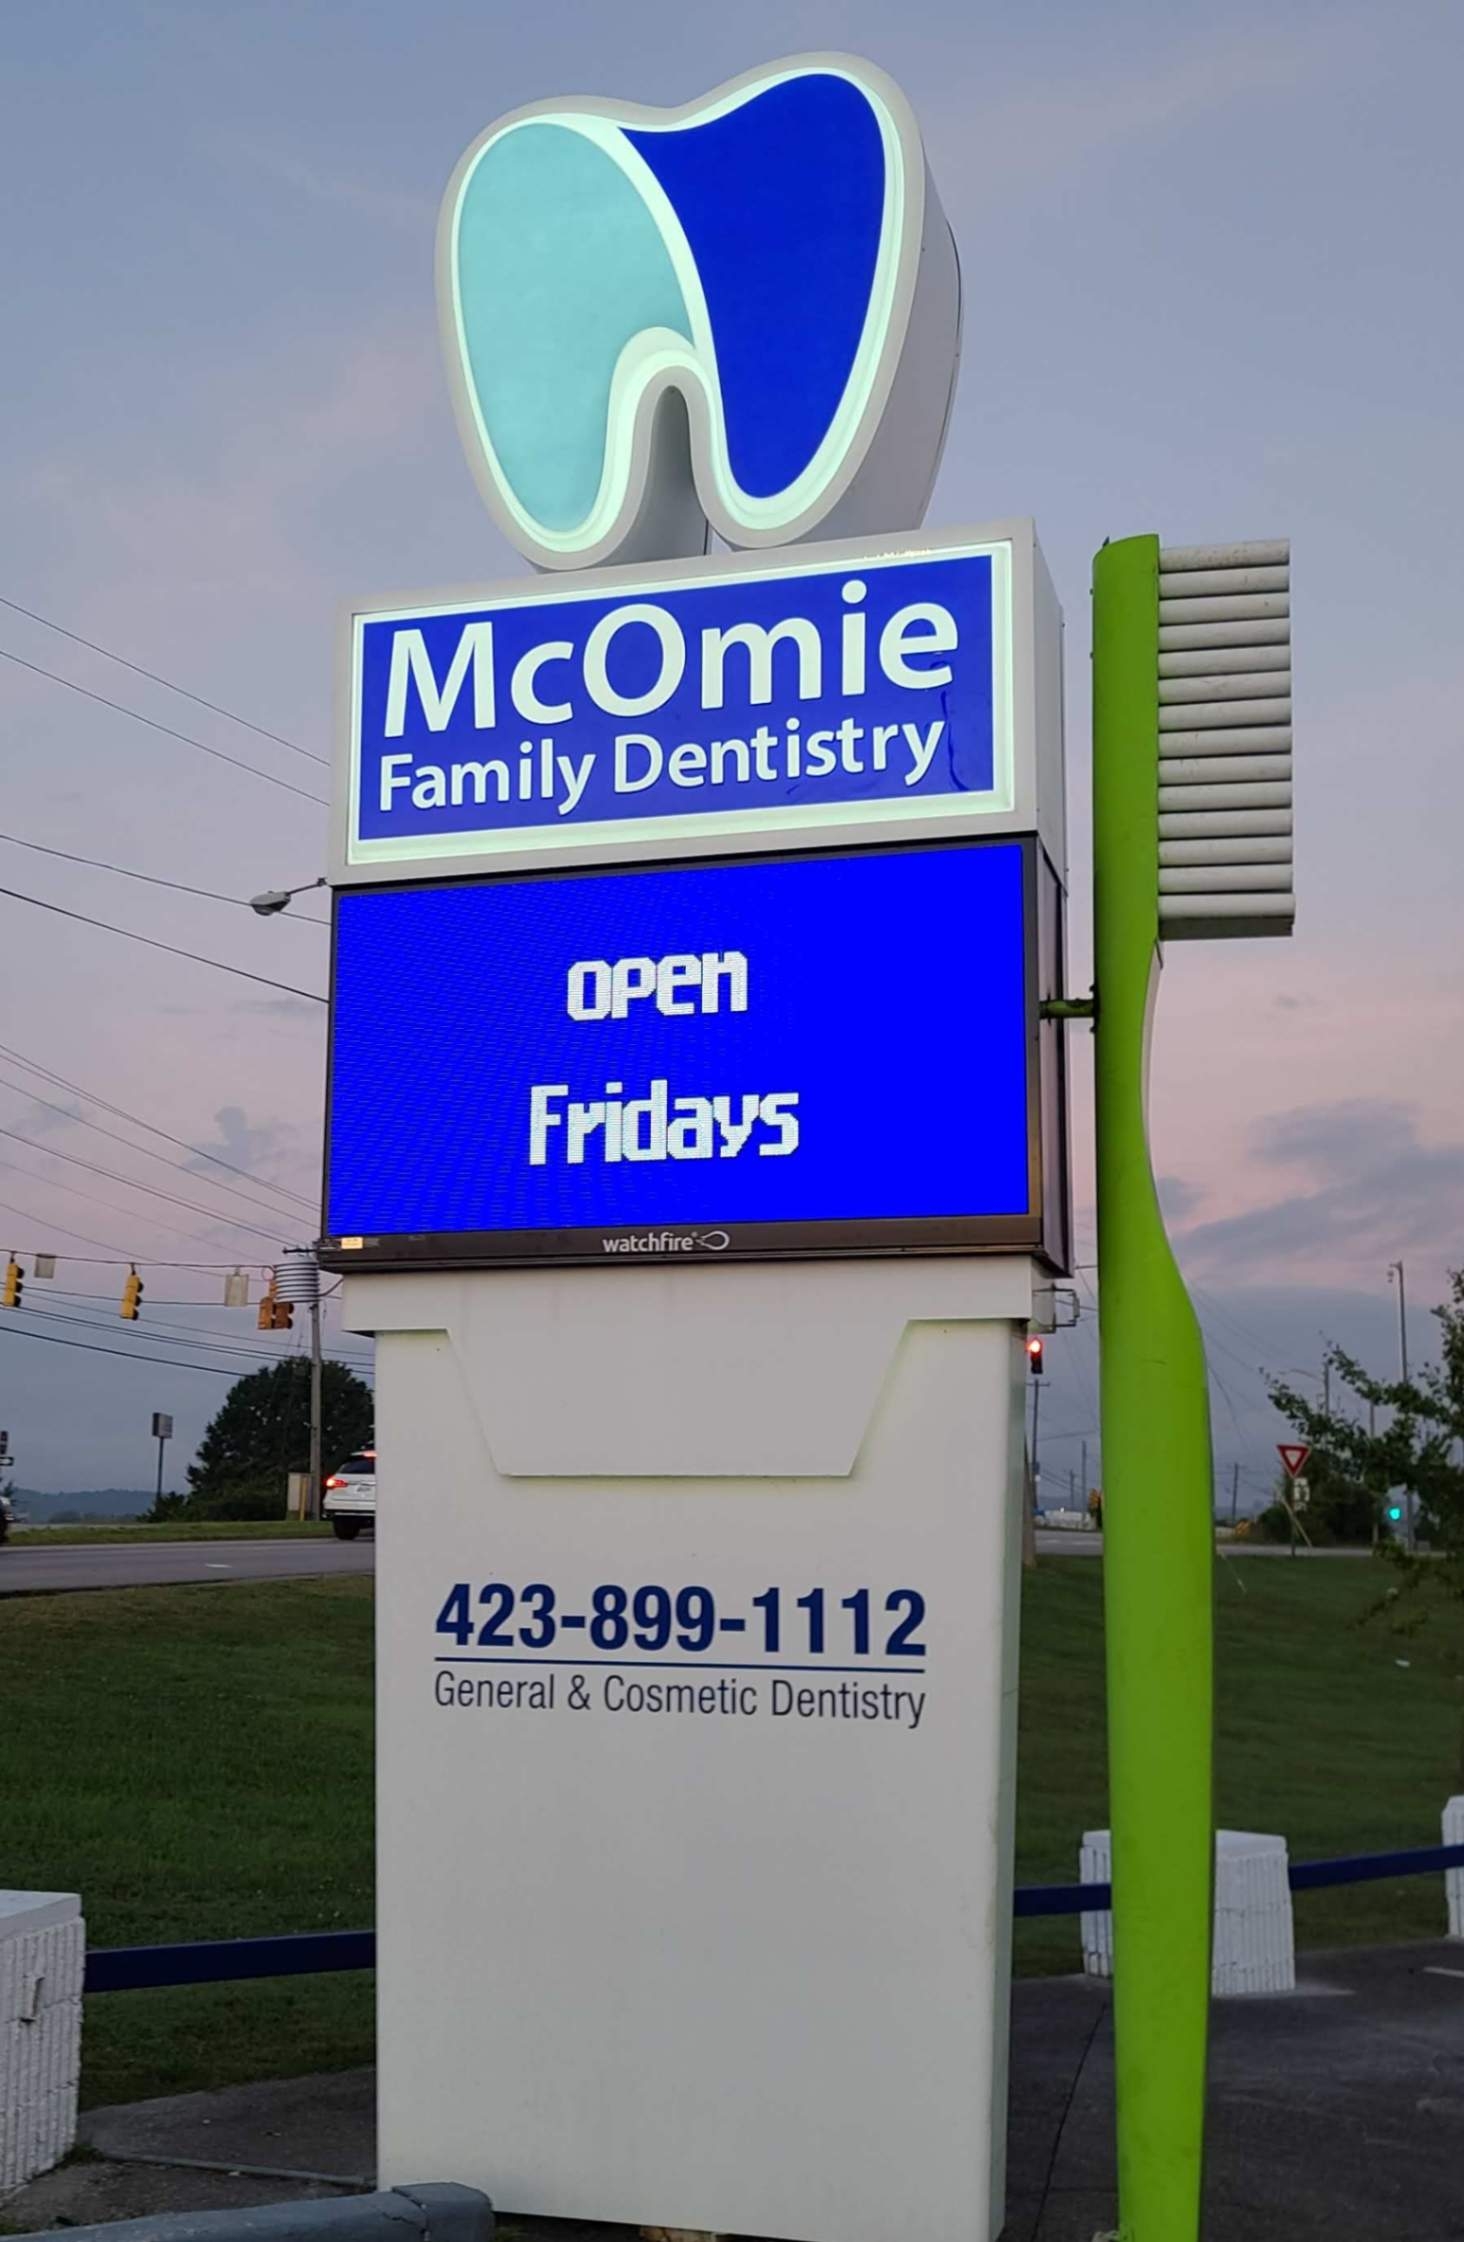 McOmie
Family Dentistry
open
Fridays
watchfire
423-899-1112
General & Cosmetic Dentistry